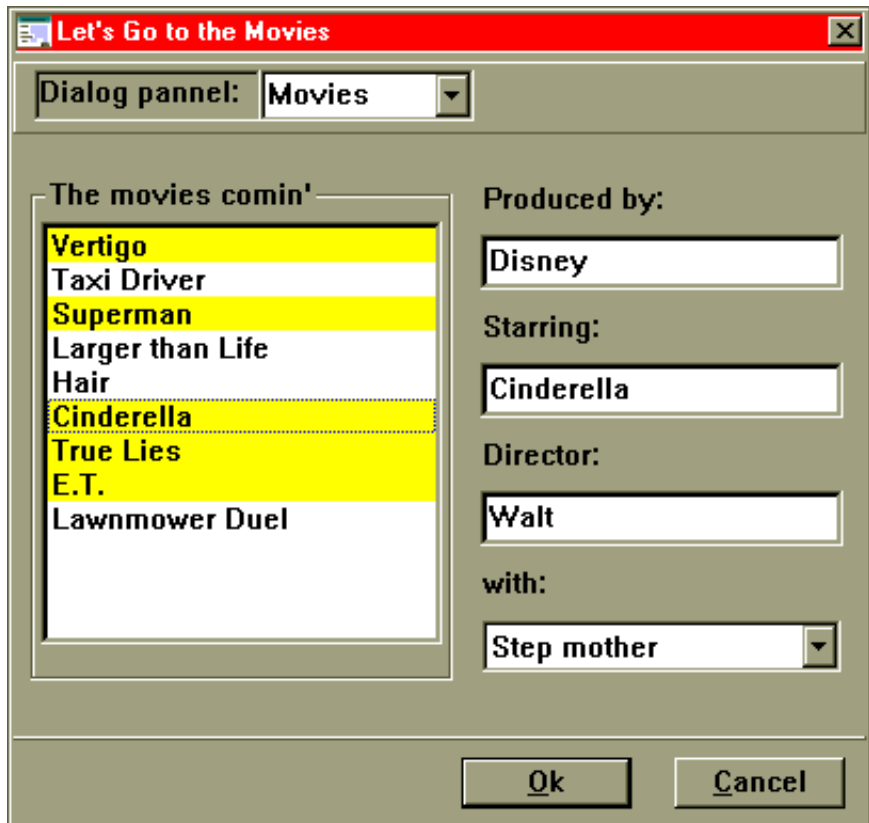 Let's Go to the Movies
Dialog pannel: Movies
The movies comin'
Vertigo
Taxi Driver
Superman
Larger than Life
Hair
Cinderella
True Lies
E.T.
Lawnmower Duel
Produced by:
Disney
Starring:
Cinderella
Director:
Walt
with:
Step mother
Ok Cancel